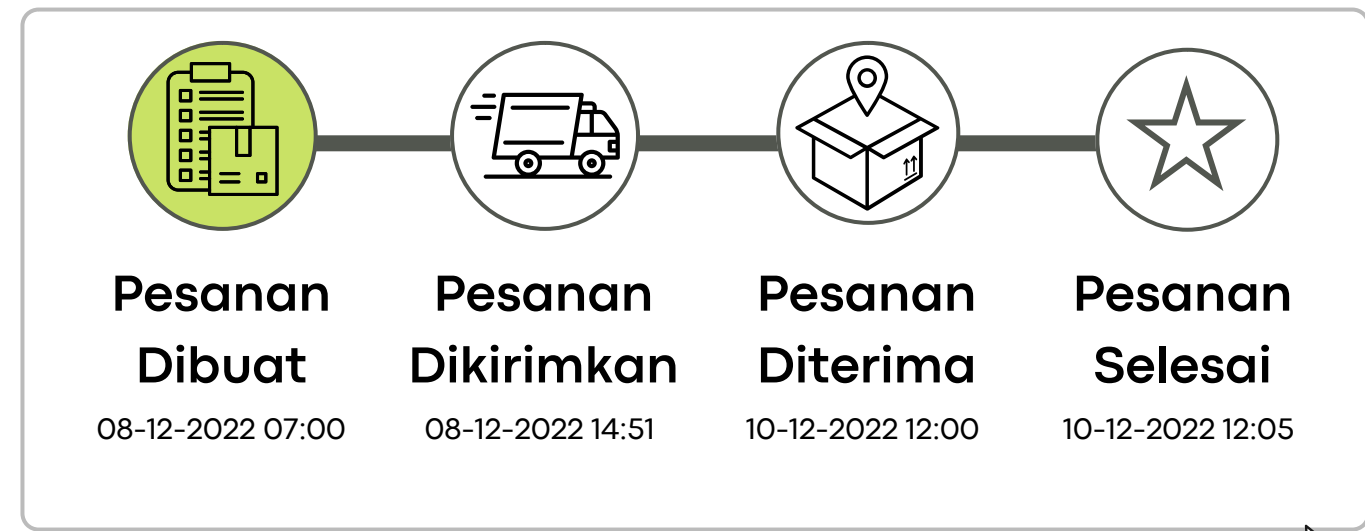 Pesanan Dibuat
08-12-2022 07:00
Pesanan Dikirimkan
08-12-2022 14:51
Pesanan Diterima
10-12-2022 12:00
Pesanan Selesai
10-12-2022 12:05